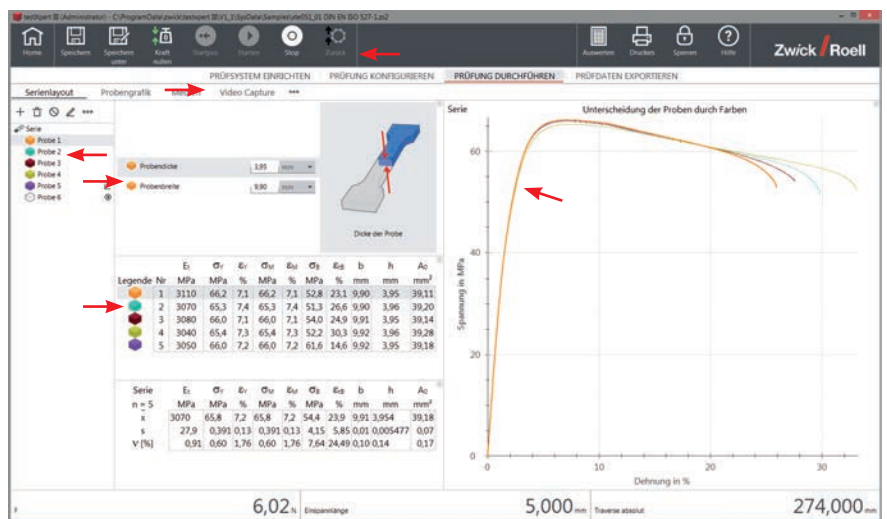 testXpert III (Administrator) - C:\ProgramData\zwick\testxpert III\V1_1\SysData\Samples\ DIN EN ISO 527-1.zs2
Home Speichern Speichern unter Kraft nullen Startpos Starten Stop Zurück Auswerten Drucken Sperren Hilfe Zwick / Roell
PRÜFSYSTEM EINRICHTEN PRÜFUNG KONFIGURIEREN PRÜFUNG DURCHFÜHREN PRÜFDATEN EXPORTIEREN
Serienlayout Probengrafik Video Capture •••
Serie
Probe 1
Probe 2
Probe 3
Probe 4
Probe 5
Probe 6
Probendicke 3,95 mm
Probenbreite 9,90 mm
Dicke der Probe
Et σY εY σM εM σB εtB b h A0
Legende Nr MPa MPa % MPa % MPa % mm mm mm²
1 3110 66,2 7,1 66,2 7,1 52,8 23,1 9,90 3,95 39,11
2 3070 65,3 7,4 65,3 7,4 51,3 26,6 9,90 3,96 39,20
3 3080 66,0 7,1 66,0 7,1 54,0 24,9 9,91 3,95 39,14
4 3040 65,4 7,3 65,4 7,3 52,2 30,3 9,92 3,96 39,28
5 3050 66,0 7,2 66,0 7,2 61,6 14,6 9,92 3,95 39,18
Serie Et σY εY σM εM σB εtB b h A0
n = 5 MPa MPa % MPa % MPa % mm mm mm²
x̄ 3070 65,8 7,2 65,8 7,2 54,4 23,9 9,91 3,954 39,18
s 27,9 0,391 0,13 0,391 0,13 4,15 5,85 0,01 0,005477 0,07
V [%] 0,91 0,60 1,76 0,60 1,76 7,64 24,49 0,10 0,14 0,17
Serie Unterscheidung der Proben durch Farben
Spannung in MPa
60
40
20
0
0 10 20 30
Dehnung in %
F 6,02 N Einspannlänge 5,000 mm Traverse absolut 274,000 mm